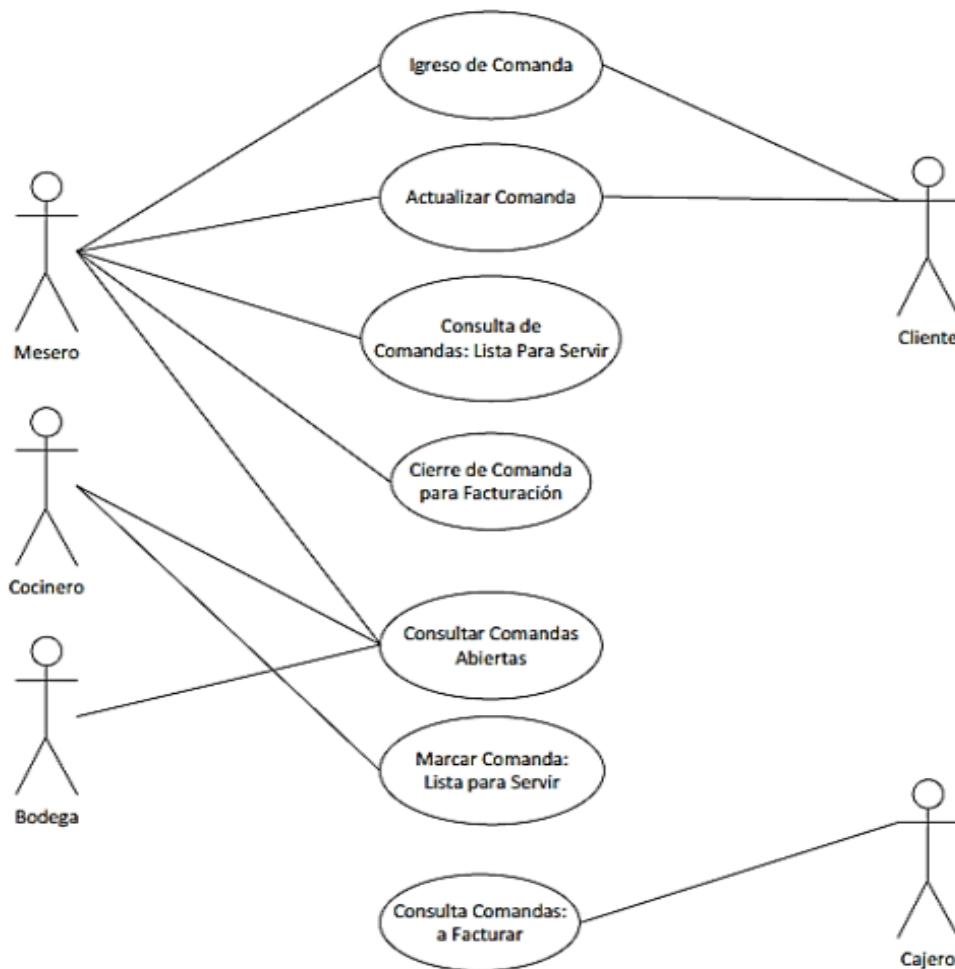 Igreso de Comanda
Actualizar Comanda
Mesero
Consulta de
Comandas: Lista Para Servir
Cliente
Cierre de Comanda
para Facturación
Cocinero
Consultar Comandas
Abiertas
Marcar Comanda:
Lista para Servir
Bodega
Consulta Comandas:
a Facturar
Cajero